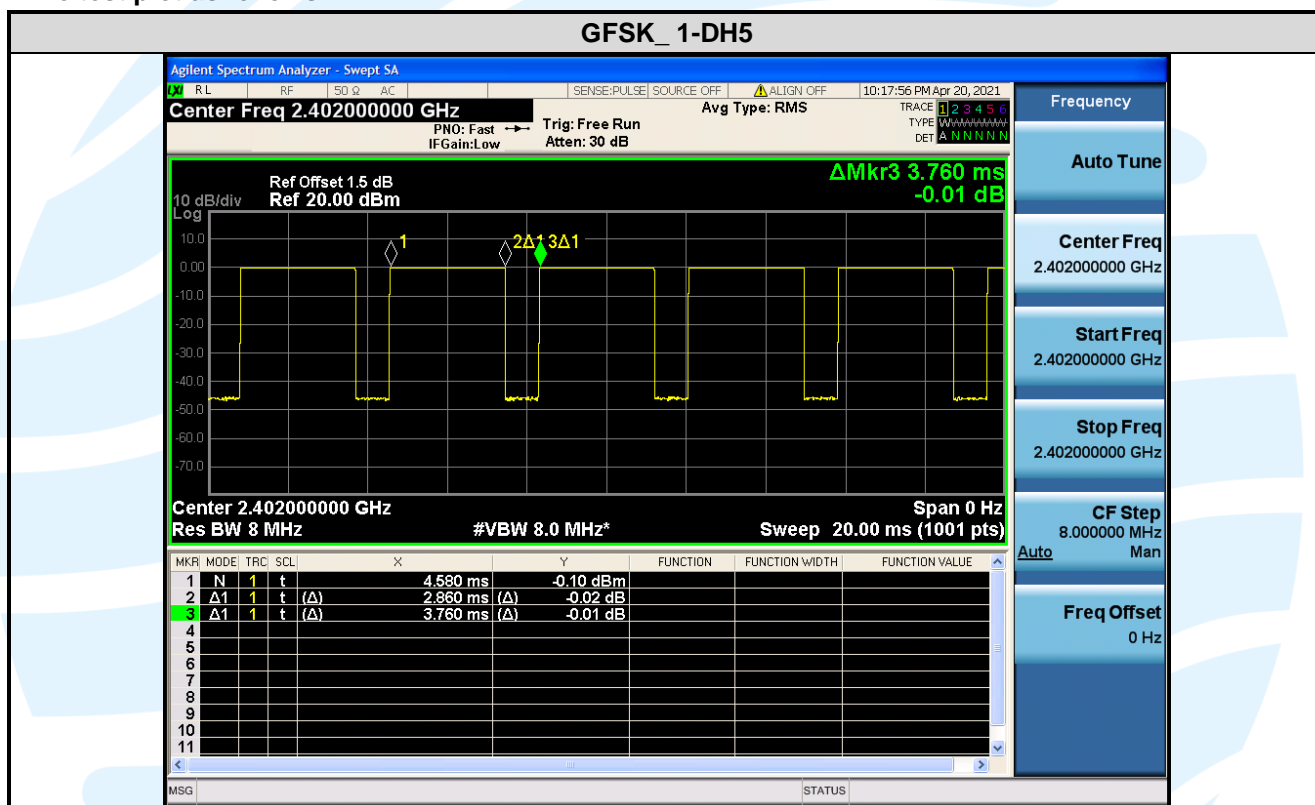 GFSK_ 1-DH5
Agilent Spectrum Analyzer - Swept SA
LXI RL RF 50 Ω AC SENSE:PULSE SOURCE OFF ALIGN OFF 10:17:56 PM Apr 20, 2021
Center Freq 2.402000000 GHz
PNO: Fast
IFGain:Low
Trig: Free Run
Atten: 30 dB
Avg Type: RMS
TRACE 1 2 3 4 5 6
TYPE
DET A N N N N N
Ref Offset 1.5 dB
Ref 20.00 dBm
10 dB/div
Log
ΔMkr3 3.760 ms
-0.01 dB
10.0
0.00
-10.0
-20.0
-30.0
-40.0
-50.0
-60.0
-70.0
1
2Δ1
3Δ1
Center 2.402000000 GHz
Span 0 Hz
Res BW 8 MHz
#VBW 8.0 MHz*
Sweep 20.00 ms (1001 pts)
MKR MODE TRC SCL X Y FUNCTION FUNCTION WIDTH FUNCTION VALUE
1 N 1 t 4.580 ms -0.10 dBm
2 Δ1 1 t (Δ) 2.860 ms (Δ) -0.02 dB
3 Δ1 1 t (Δ) 3.760 ms (Δ) -0.01 dB
4
5
6
7
8
9
10
11
MSG
STATUS
Frequency
Auto Tune
Center Freq
2.402000000 GHz
Start Freq
2.402000000 GHz
Stop Freq
2.402000000 GHz
CF Step
8.000000 MHz
Auto Man
Freq Offset
0 Hz